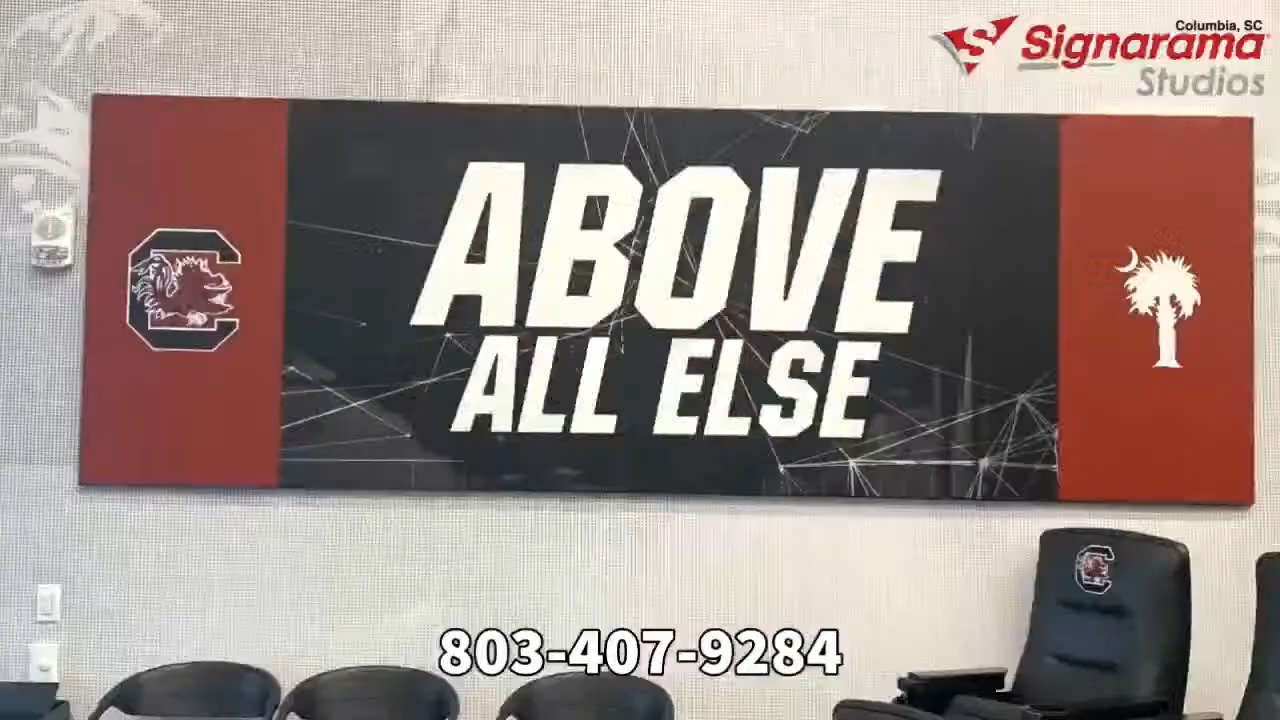 Columbia, SC
Signarama
Studios
ABOVE
ALL ELSE
803-407-9284